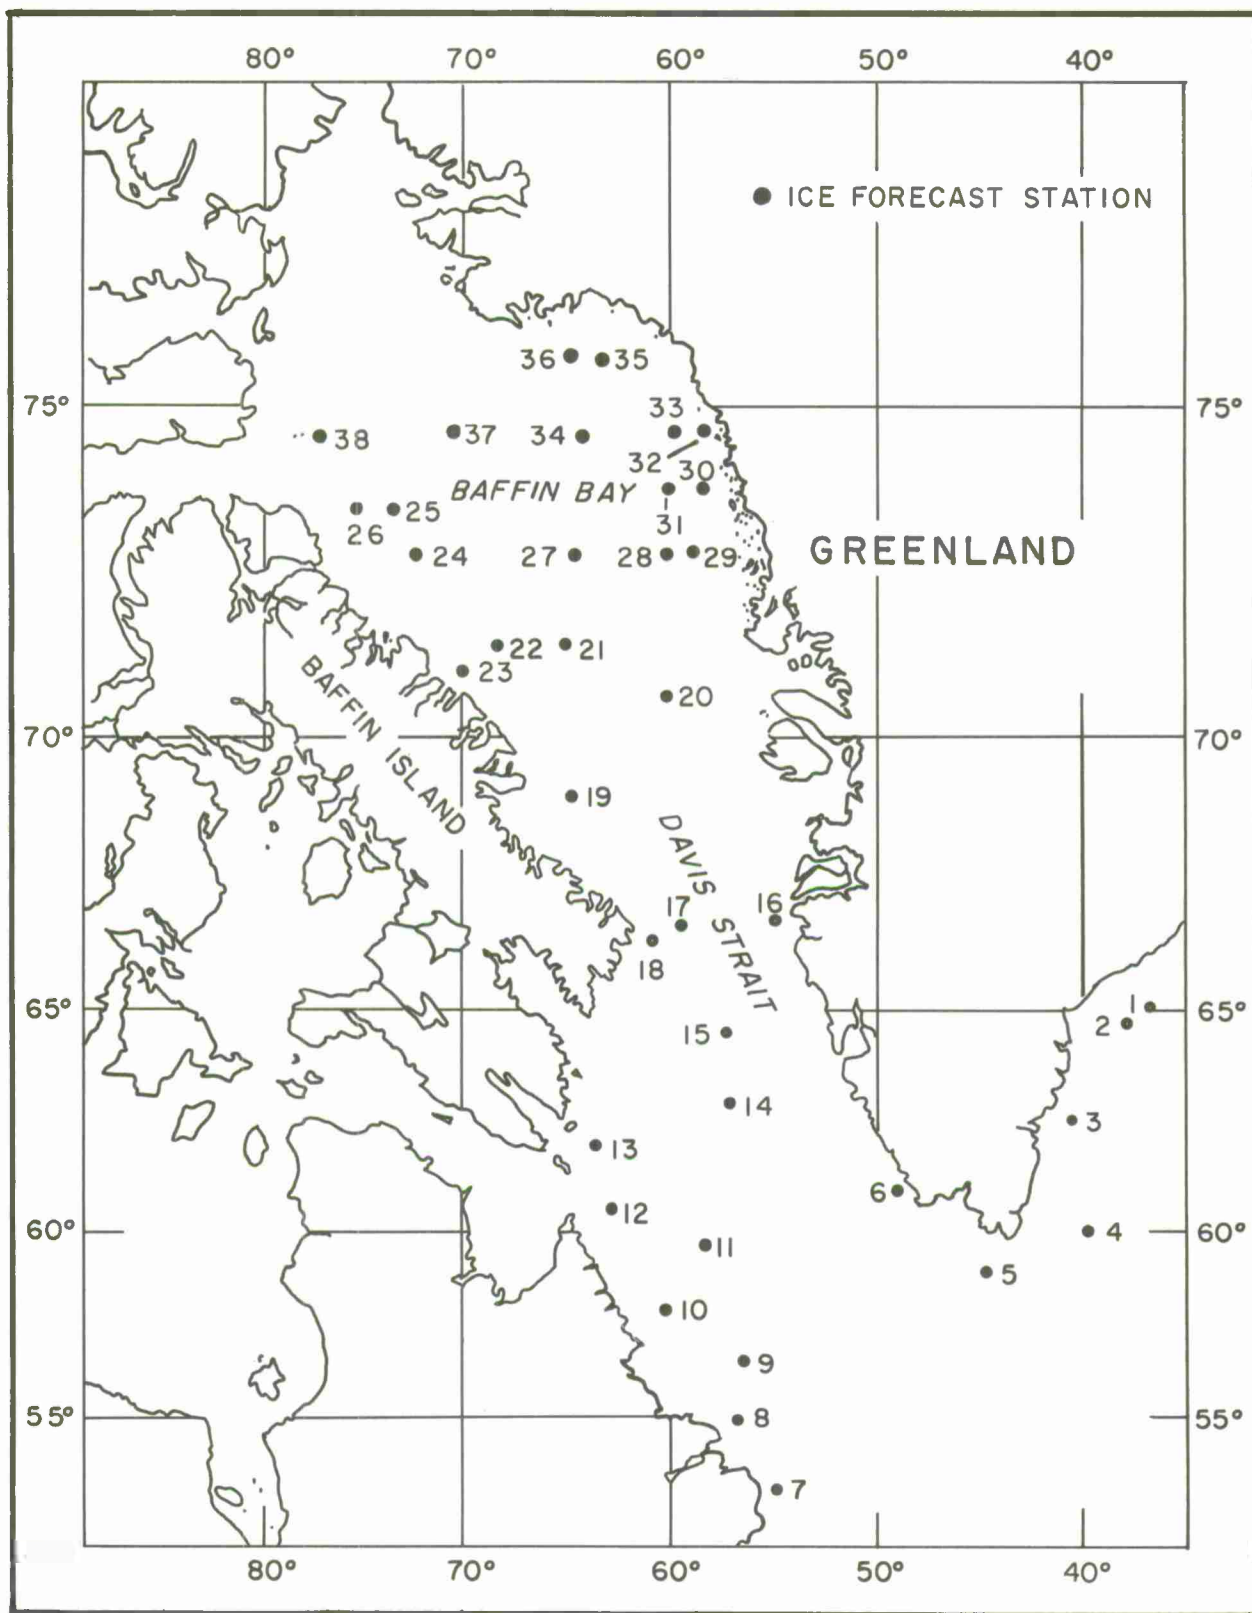 80° 70° 60° 50° 40°
ICE FORECAST STATION
36 35
75° 33 75°
38 37 34
32 30
BAFFIN BAY
26 25 31
24 27 28 29
GREENLAND
22 21
23
20
BAFFIN ISLAND
70° 70°
19
DAVIS STRAIT
17 16
18
65° 1 65°
2
15
14
3
13
6
12
60° 11 4 60°
5
10
9
55° 8 55°
7
80° 70° 60° 50° 40°